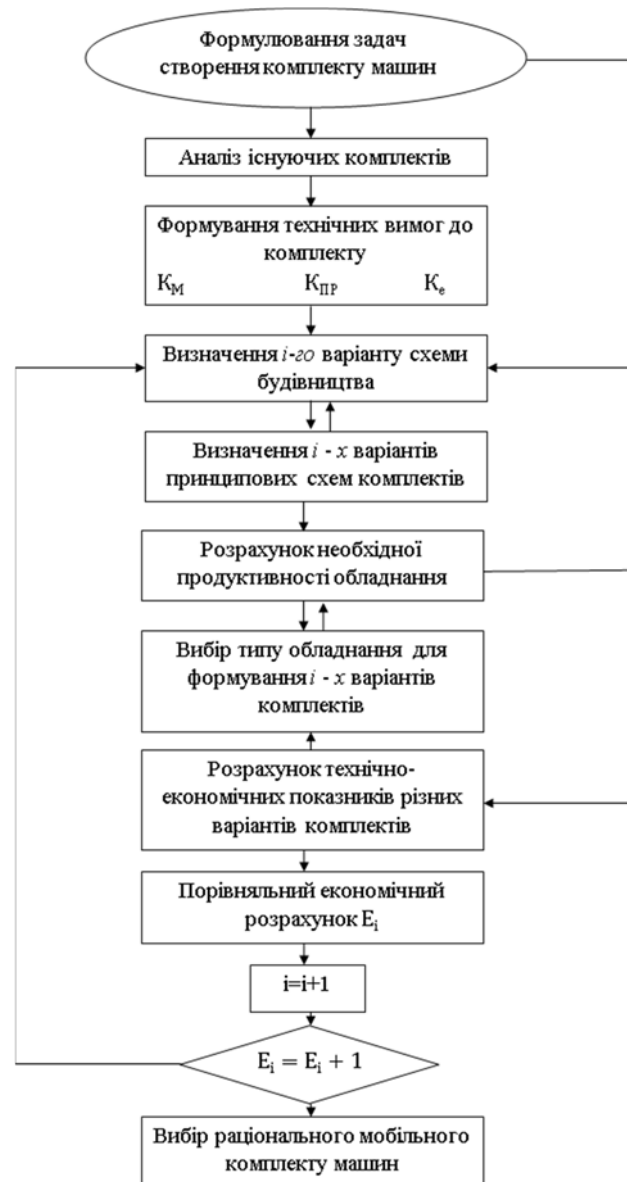 Формулювання задач
створення комплекту машин
Аналіз існуючих комплектів
Формування технічних вимог до
комплекту
К_М К_ПР К_е
Визначення i-го варіанту схеми
будівництва
Визначення i - х варіантів
принципових схем комплектів
Розрахунок необхідної
продуктивності обладнання
Вибір типу обладнання для
формування i - х варіантів
комплектів
Розрахунок технічно-
економічних показників різних
варіантів комплектів
Порівняльний економічний
розрахунок E_i
i=i+1
E_i = E_i + 1
Вибір раціонального мобільного
комплекту машин